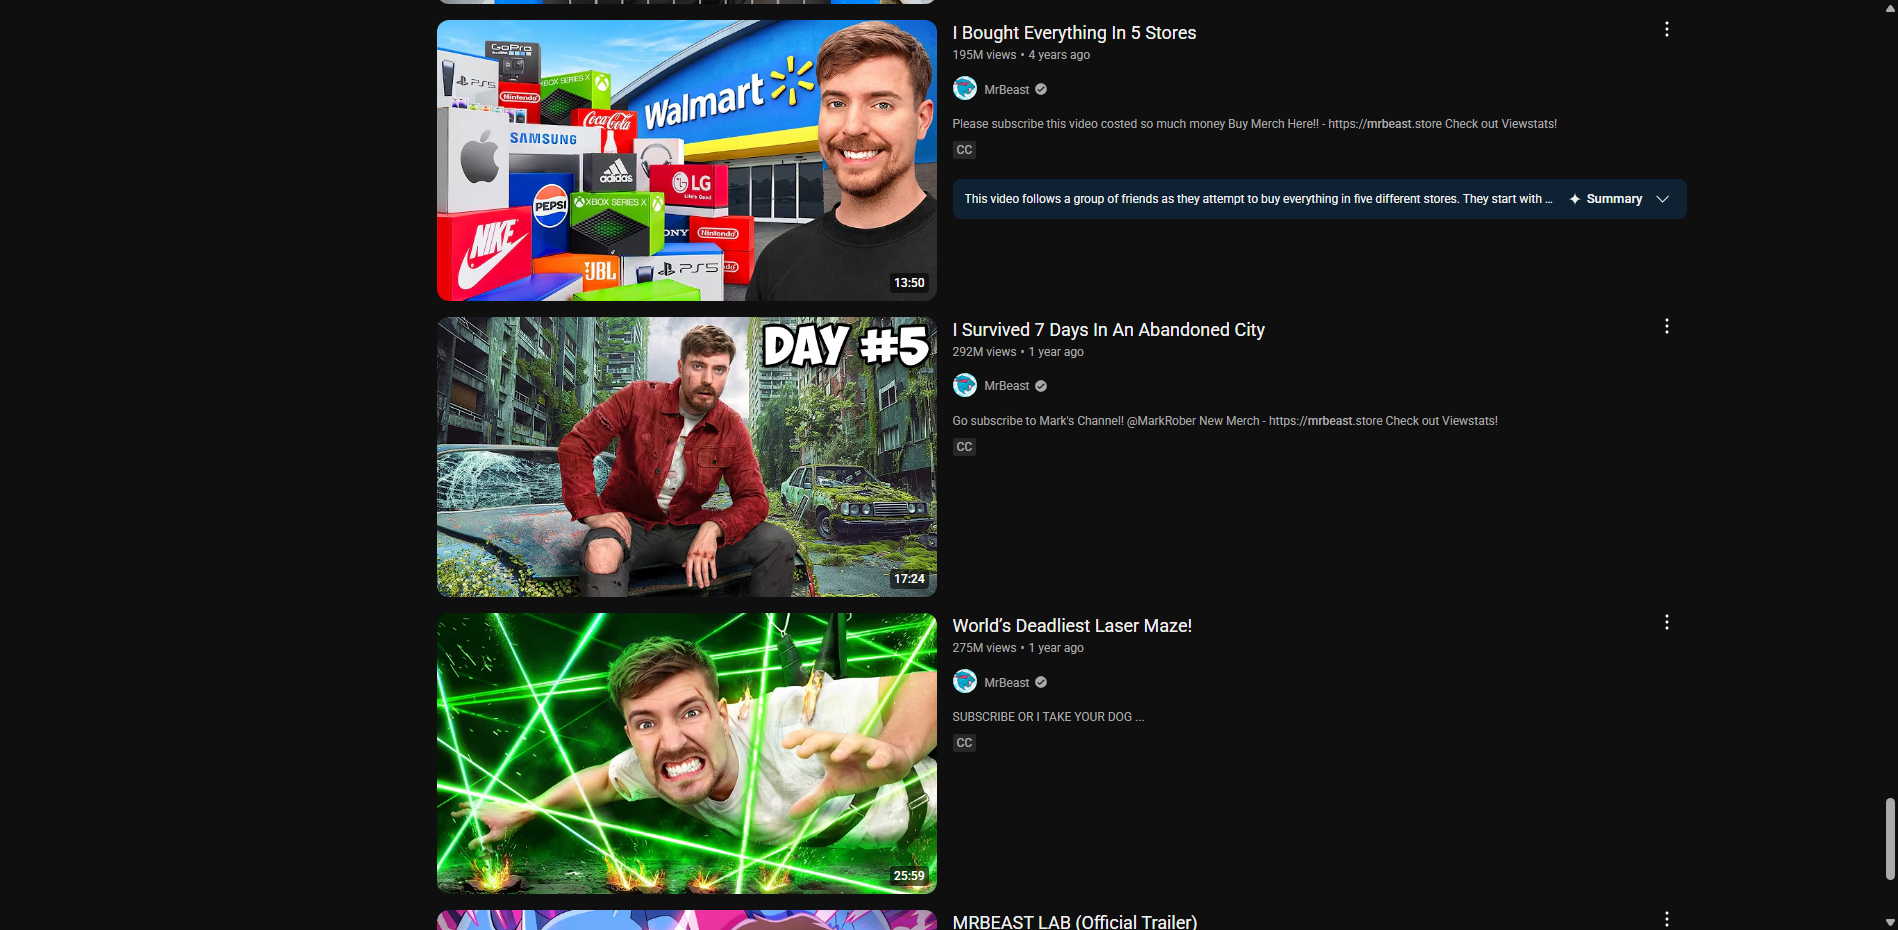 GoPro
PS5
XBOX SERIES X
Nintendo
Coca-Cola
SAMSUNG
Walmart
adidas
LG
Life's Good
PEPSI
XBOX SERIES X
NIKE
SONY
Nintendo
JBL
PS5
13:50
I Bought Everything In 5 Stores
195M views • 4 years ago
MrBeast
Please subscribe this video costed so much money Buy Merch Here!! - https://mrbeast.store Check out Viewstats!
CC
This video follows a group of friends as they attempt to buy everything in five different stores. They start with ...
Summary
DAY #5
17:24
I Survived 7 Days In An Abandoned City
292M views • 1 year ago
MrBeast
Go subscribe to Mark's Channel! @MarkRober New Merch - https://mrbeast.store Check out Viewstats!
CC
25:59
World’s Deadliest Laser Maze!
275M views • 1 year ago
MrBeast
SUBSCRIBE OR I TAKE YOUR DOG ...
CC
MRBEAST LAB (Official Trailer)